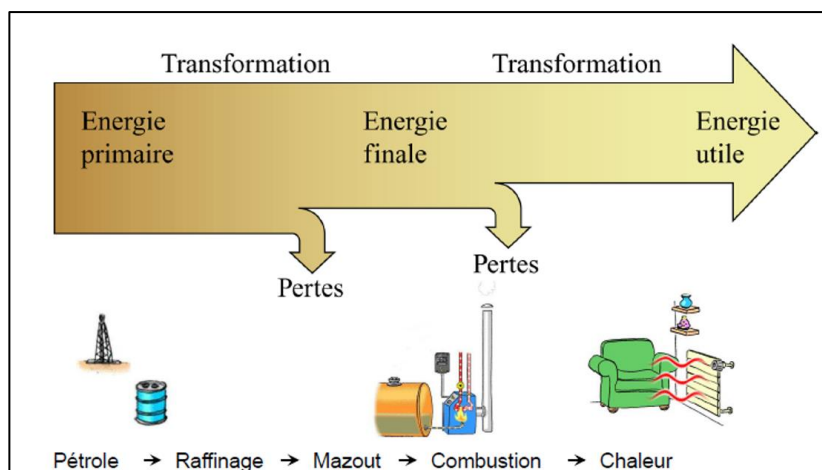 Transformation Transformation
Energie primaire
Energie finale
Energie utile
Pertes
Pertes
Pétrole → Raffinage → Mazout → Combustion → Chaleur